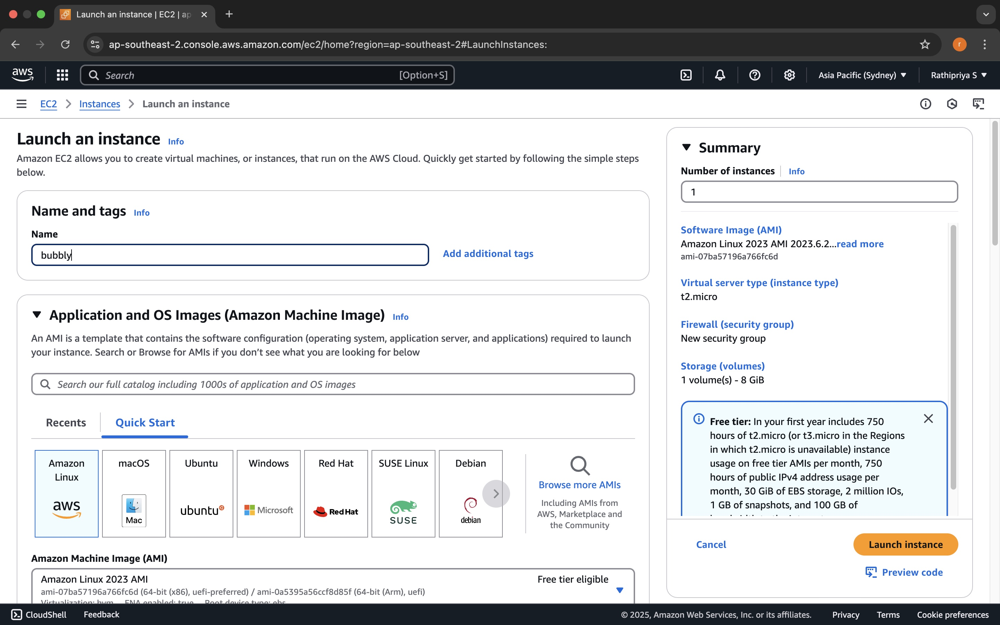 Launch an instance | EC2 | ap
ap-southeast-2.console.aws.amazon.com/ec2/home?region=ap-southeast-2#LaunchInstances:
r
aws
Search
[Option+S]
Asia Pacific (Sydney)
Rathipriya S
EC2
Instances
Launch an instance
Launch an instance Info
Amazon EC2 allows you to create virtual machines, or instances, that run on the AWS Cloud. Quickly get started by following the simple steps
below.
Name and tags Info
Name
bubbly
Add additional tags
Application and OS Images (Amazon Machine Image) Info
An AMI is a template that contains the software configuration (operating system, application server, and applications) required to launch
your instance. Search or Browse for AMIs if you don’t see what you are looking for below
Search our full catalog including 1000s of application and OS images
Recents
Quick Start
Amazon
Linux
aws
macOS
Mac
Ubuntu
ubuntu
Windows
Microsoft
Red Hat
Red Hat
SUSE Linux
SUSE
Debian
debian
Browse more AMIs
Including AMIs from
AWS, Marketplace and
the Community
Amazon Machine Image (AMI)
Amazon Linux 2023 AMI
Free tier eligible
ami-07ba57196a766fc6d (64-bit (x86), uefi-preferred) / ami-0a5395a56ccf8d85f (64-bit (Arm), uefi)
Virtualization: hvm ENA enabled: true Root device type: ebs
Summary
Number of instances Info
1
Software Image (AMI)
Amazon Linux 2023 AMI 2023.6.2...read more
ami-07ba57196a766fc6d
Virtual server type (instance type)
t2.micro
Firewall (security group)
New security group
Storage (volumes)
1 volume(s) - 8 GiB
Free tier: In your first year includes 750
hours of t2.micro (or t3.micro in the Regions
in which t2.micro is unavailable) instance
usage on free tier AMIs per month, 750
hours of public IPv4 address usage per
month, 30 GiB of EBS storage, 2 million IOs,
1 GB of snapshots, and 100 GB of
Cancel
Launch instance
Preview code
CloudShell
Feedback
© 2025, Amazon Web Services, Inc. or its affiliates.
Privacy
Terms
Cookie preferences